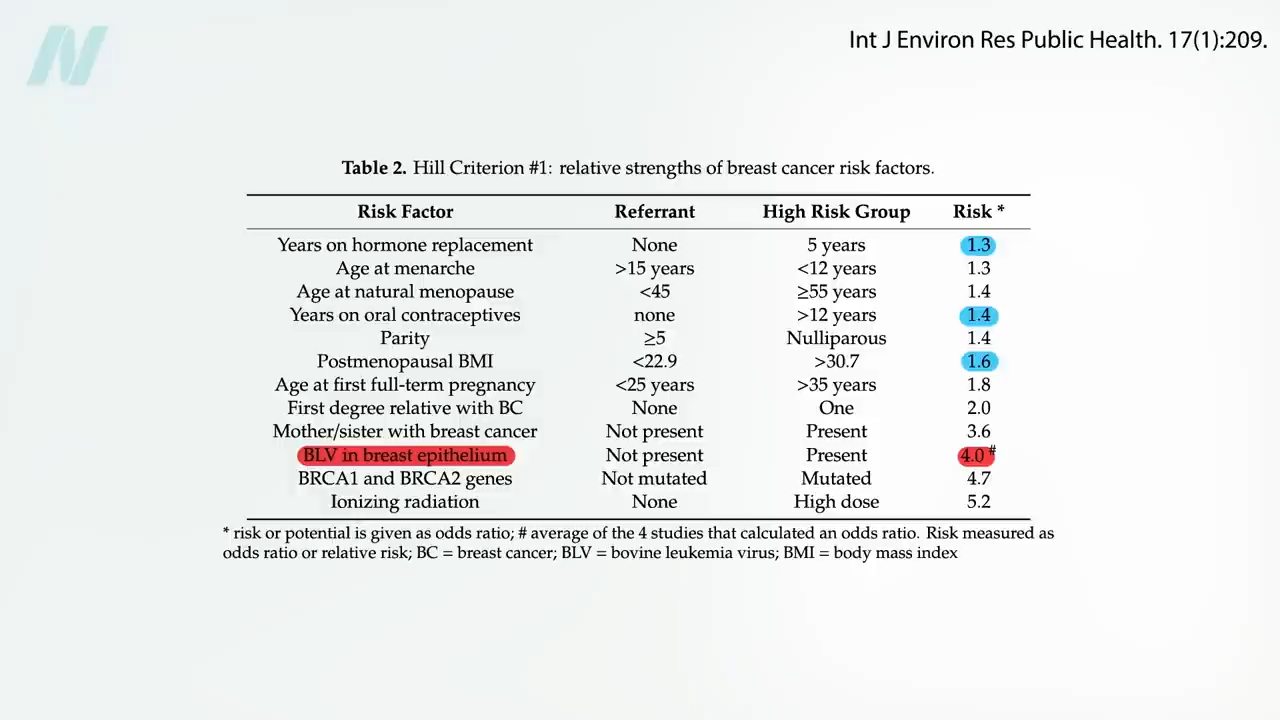 N
Int J Environ Res Public Health. 17(1):209.
Table 2. Hill Criterion #1: relative strengths of breast cancer risk factors.
Risk Factor Referrant High Risk Group Risk *
Years on hormone replacement None 5 years 1.3
Age at menarche >15 years <12 years 1.3
Age at natural menopause <45 ≥55 years 1.4
Years on oral contraceptives none >12 years 1.4
Parity ≥5 Nulliparous 1.4
Postmenopausal BMI <22.9 >30.7 1.6
Age at first full-term pregnancy <25 years >35 years 1.8
First degree relative with BC None One 2.0
Mother/sister with breast cancer Not present Present 3.6
BLV in breast epithelium Not present Present 4.0 #
BRCA1 and BRCA2 genes Not mutated Mutated 4.7
Ionizing radiation None High dose 5.2
* risk or potential is given as odds ratio; # average of the 4 studies that calculated an odds ratio. Risk measured as
odds ratio or relative risk; BC = breast cancer; BLV = bovine leukemia virus; BMI = body mass index